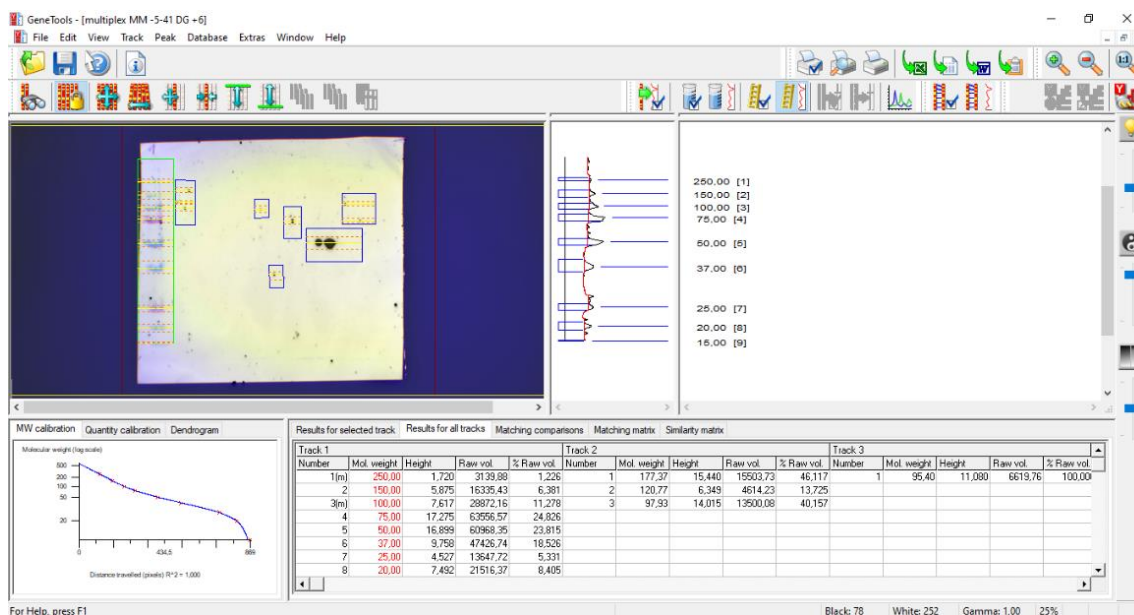 GeneTools - [multiplex MM -5-41 DG +6]
File Edit View Track Peak Database Extras Window Help
250,00 [1]
150,00 [2]
100,00 [3]
75,00 [4]
50,00 [5]
37,00 [6]
25,00 [7]
20,00 [8]
15,00 [9]
MW calibration Quantity calibration Dendrogram
Molecular weight (log scale)
500
200
100
50
20
0 434,5 869
Distance travelled (pixels) R^2 = 1,000
Results for selected track Results for all tracks Matching comparisons Matching matrix Similarity matrix
Track 1 Track 2 Track 3
Number Mol. weight Height Raw vol. % Raw vol. Number Mol. weight Height Raw vol. % Raw vol. Number Mol. weight Height Raw vol. % Raw vol.
1(m) 250,00 1,720 3139,88 1,226 1 177,37 15,440 15503,73 46,117 1 95,40 11,080 6619,76 100,00
2 150,00 5,875 16335,43 6,381 2 120,77 6,349 4614,23 13,725
3(m) 100,00 7,617 28872,16 11,278 3 97,93 14,015 13500,08 40,157
4 75,00 17,275 63556,57 24,826
5 50,00 16,899 60968,35 23,815
6 37,00 9,758 47426,74 18,526
7 25,00 4,527 13647,72 5,331
8 20,00 7,492 21516,37 8,405
For Help, press F1 Black: 78 White: 252 Gamma: 1.00 25%